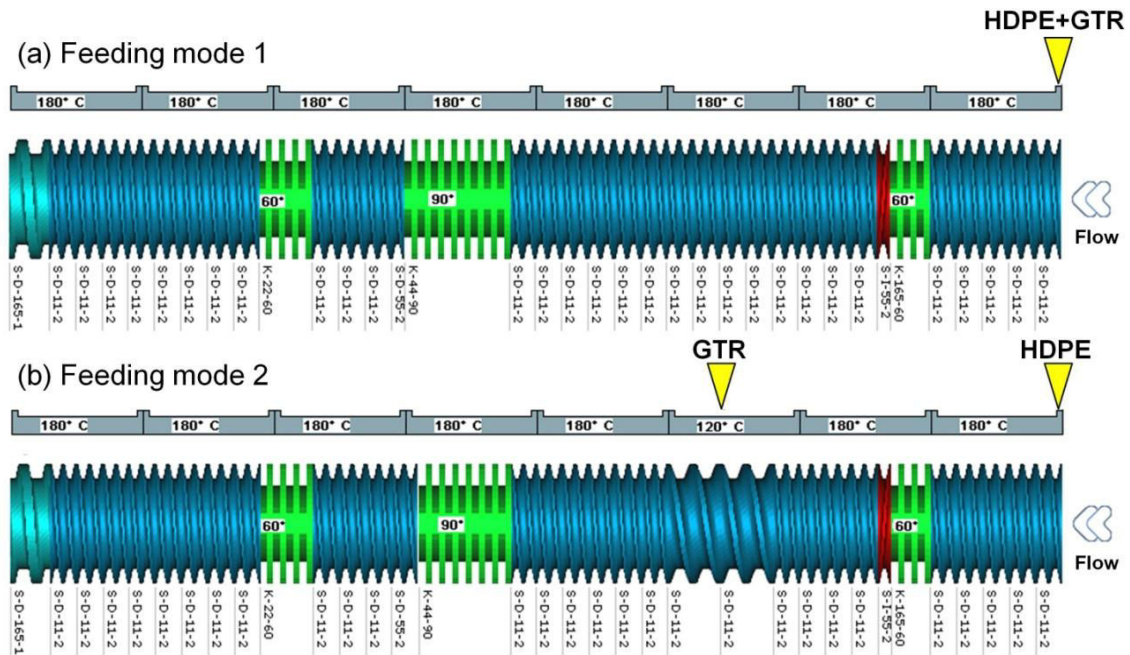 HDPE+GTR
(a) Feeding mode 1
180° C
180° C
180° C
180° C
180° C
180° C
180° C
180° C
60°
90°
60°
Flow
S-D-165-1
S-D-11-2
S-D-11-2
S-D-11-2
S-D-11-2
S-D-11-2
S-D-11-2
S-D-11-2
S-D-11-2
K-22-60
S-D-11-2
S-D-11-2
S-D-11-2
S-D-55-2
K-44-90
S-D-11-2
S-D-11-2
S-D-11-2
S-D-11-2
S-D-11-2
S-D-11-2
S-D-11-2
S-D-11-2
S-D-11-2
S-D-11-2
S-D-11-2
S-D-11-2
S-D-11-2
S-D-11-2
S-I-55-2
K-165-60
S-D-11-2
S-D-11-2
S-D-11-2
S-D-11-2
S-D-11-2
GTR
HDPE
(b) Feeding mode 2
180° C
180° C
180° C
180° C
180° C
120° C
180° C
180° C
60°
90°
60°
Flow
S-D-165-1
S-D-11-2
S-D-11-2
S-D-11-2
S-D-11-2
S-D-11-2
S-D-11-2
S-D-11-2
S-D-11-2
K-22-60
S-D-11-2
S-D-11-2
S-D-11-2
S-D-55-2
K-44-90
S-D-11-2
S-D-11-2
S-D-11-2
S-D-11-2
S-D-11-2
S-D-11-2
S-D-11-2
S-D-11-2
S-D-11-2
S-D-11-2
S-D-11-2
S-D-11-2
S-I-55-2
K-165-60
S-D-11-2
S-D-11-2
S-D-11-2
S-D-11-2
S-D-11-2